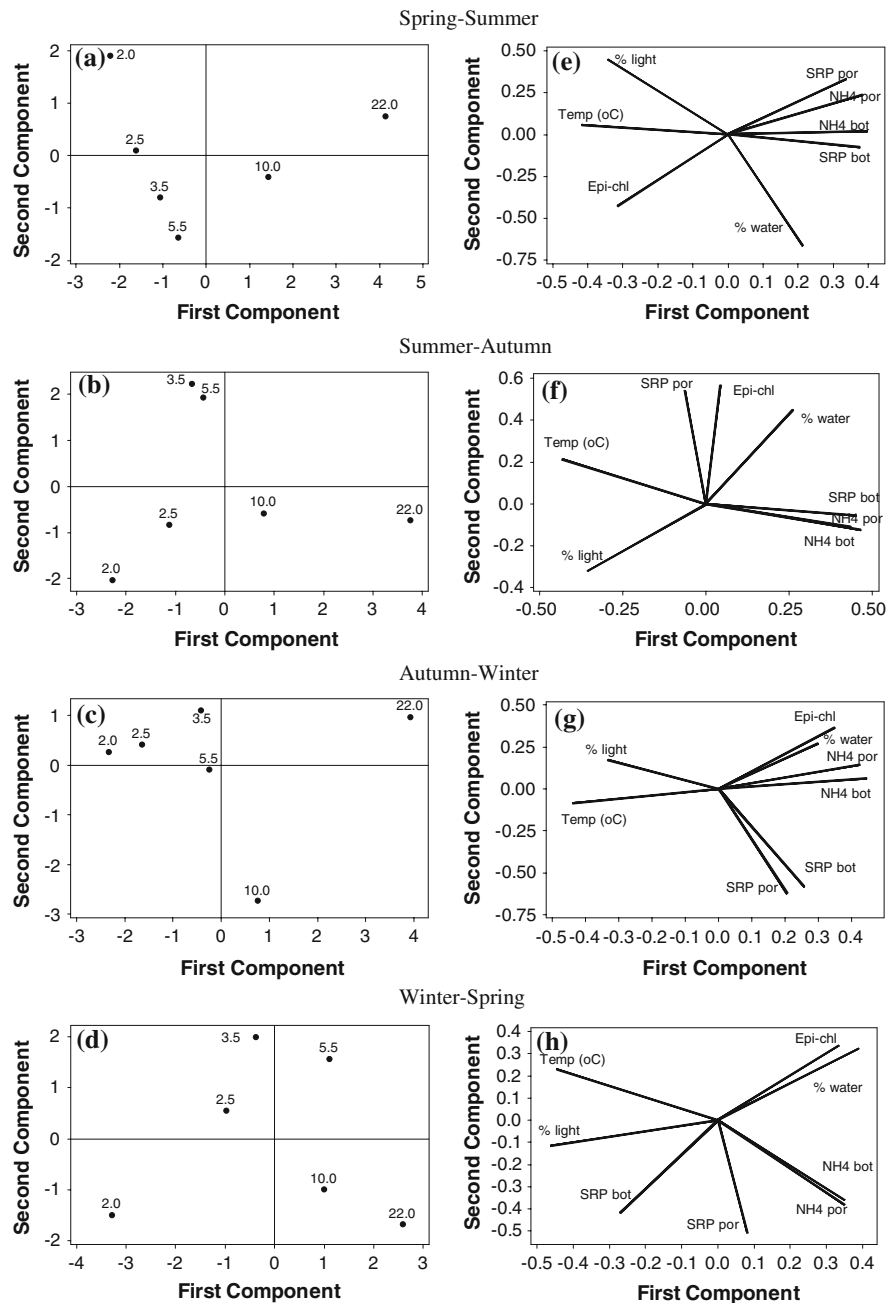 Spring-Summer
(a)
Second Component
2
1
0
-1
-2
2.0
2.5
3.5
5.5
10.0
22.0
-3 -2 -1 0 1 2 3 4 5
First Component
(e)
Second Component
0.50
0.25
0.00
-0.25
-0.50
-0.75
% light
SRP por
NH4 por
Temp (oC)
NH4 bot
SRP bot
Epi-chl
% water
-0.5 -0.4 -0.3 -0.2 -0.1 0.0 0.1 0.2 0.3 0.4
First Component
Summer-Autumn
(b)
Second Component
2
1
0
-1
-2
3.5
5.5
2.5
10.0
22.0
2.0
-3 -2 -1 0 1 2 3 4
First Component
(f)
Second Component
0.6
0.4
0.2
0.0
-0.2
-0.4
SRP por
Epi-chl
% water
Temp (oC)
SRP bot
NH4 por
NH4 bot
% light
-0.50 -0.25 0.00 0.25 0.50
First Component
Autumn-Winter
(c)
Second Component
1
0
-1
-2
-3
2.0
2.5
3.5
22.0
5.5
10.0
-3 -2 -1 0 1 2 3 4
First Component
(g)
Second Component
0.50
0.25
0.00
-0.25
-0.50
-0.75
Epi-chl
% water
% light
NH4 por
NH4 bot
Temp (oC)
SRP bot
SRP por
-0.5 -0.4 -0.3 -0.2 -0.1 0.0 0.1 0.2 0.3 0.4
First Component
Winter-Spring
(d)
Second Component
2
1
0
-1
-2
3.5
5.5
2.5
10.0
2.0
22.0
-4 -3 -2 -1 0 1 2 3
First Component
(h)
Second Component
0.4
0.3
0.2
0.1
0.0
-0.1
-0.2
-0.3
-0.4
-0.5
Epi-chl
Temp (oC)
% water
% light
NH4 bot
SRP bot
NH4 por
SRP por
-0.5 -0.4 -0.3 -0.2 -0.1 0.0 0.1 0.2 0.3 0.4
First Component